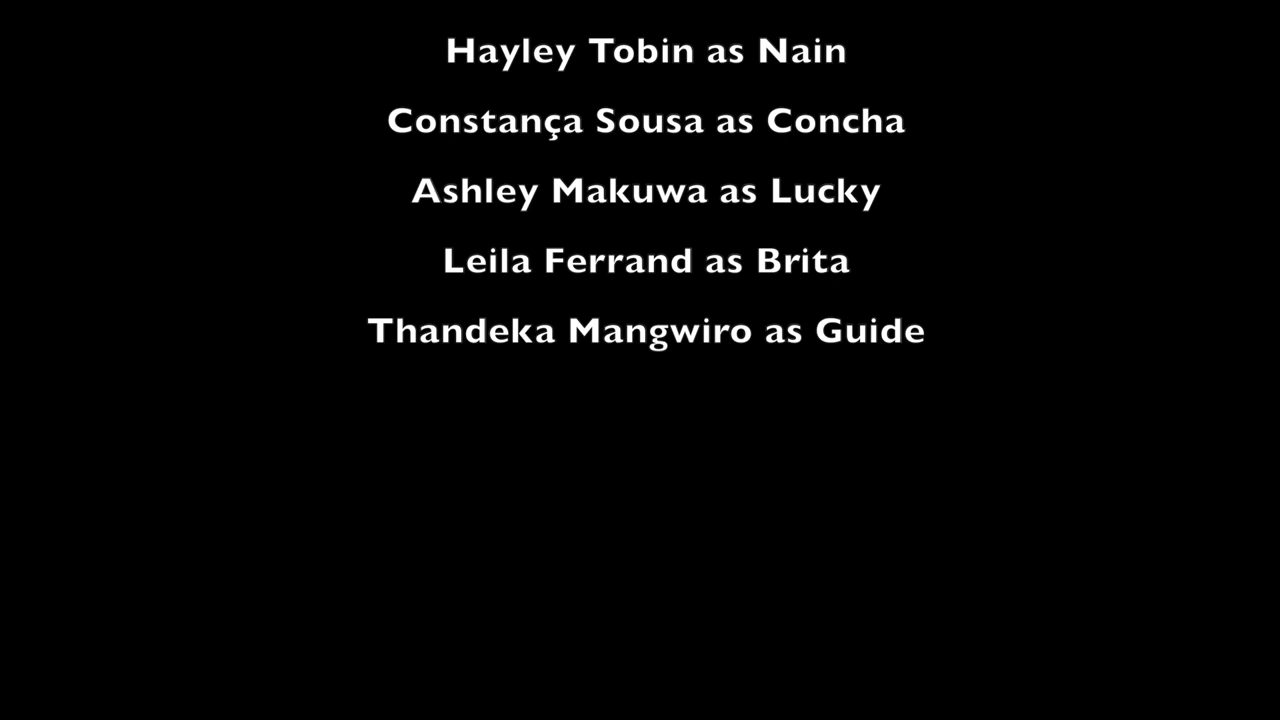 Hayley Tobin as Nain
Constança Sousa as Concha
Ashley Makuwa as Lucky
Leila Ferrand as Brita
Thandeka Mangwiro as Guide